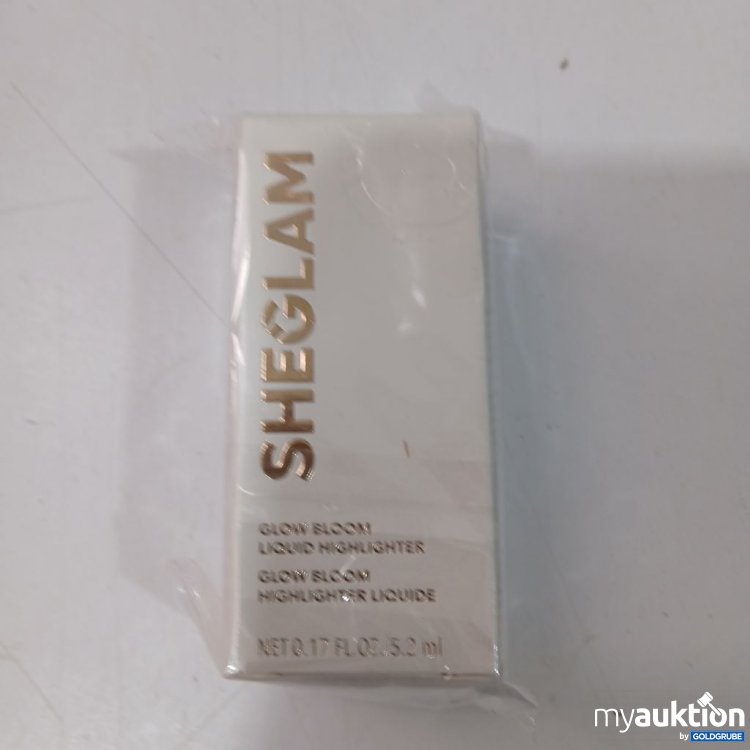 SHEGLAM
GLOW BLOOM
LIQUID HIGHLIGHTER
GLOW BLOOM
HIGHLIGHTER LIQUIDE
NET 0.17 FL.OZ./5.2 ml
myauktion
by GOLDGRUBE